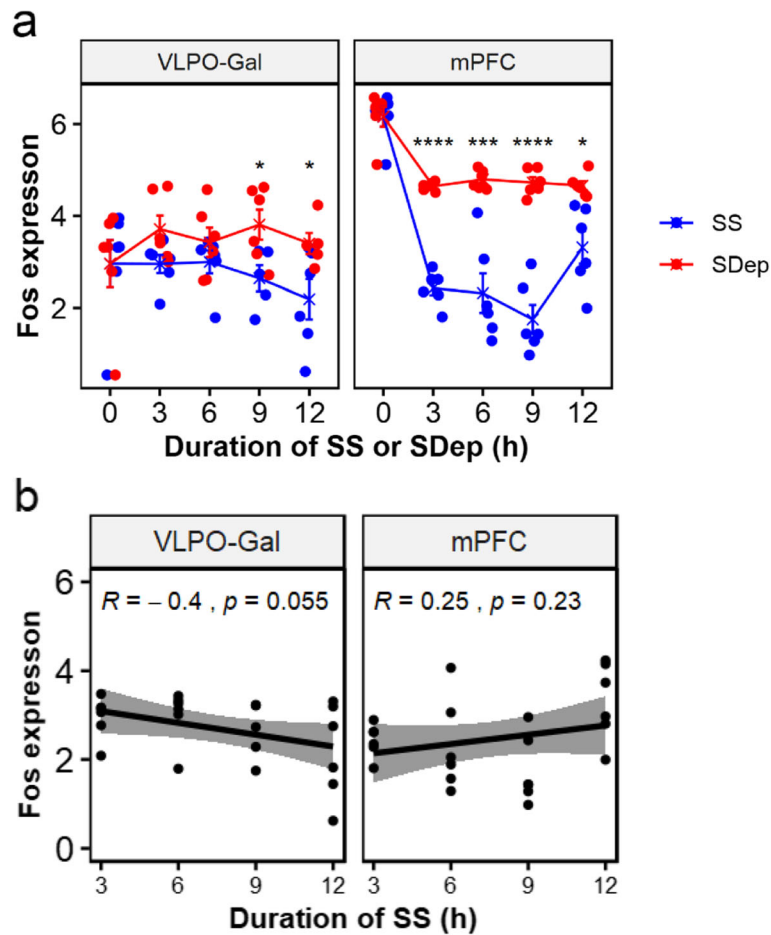 a
VLPO-Gal mPFC
Fos expresson
6
4
2
* * **** *** **** *
SS
SDep
0 3 6 9 12 0 3 6 9 12
Duration of SS or SDep (h)
b
VLPO-Gal mPFC
Fos expresson
6
4
2
0
R = – 0.4 , p = 0.055 R = 0.25 , p = 0.23
3 6 9 12 3 6 9 12
Duration of SS (h)